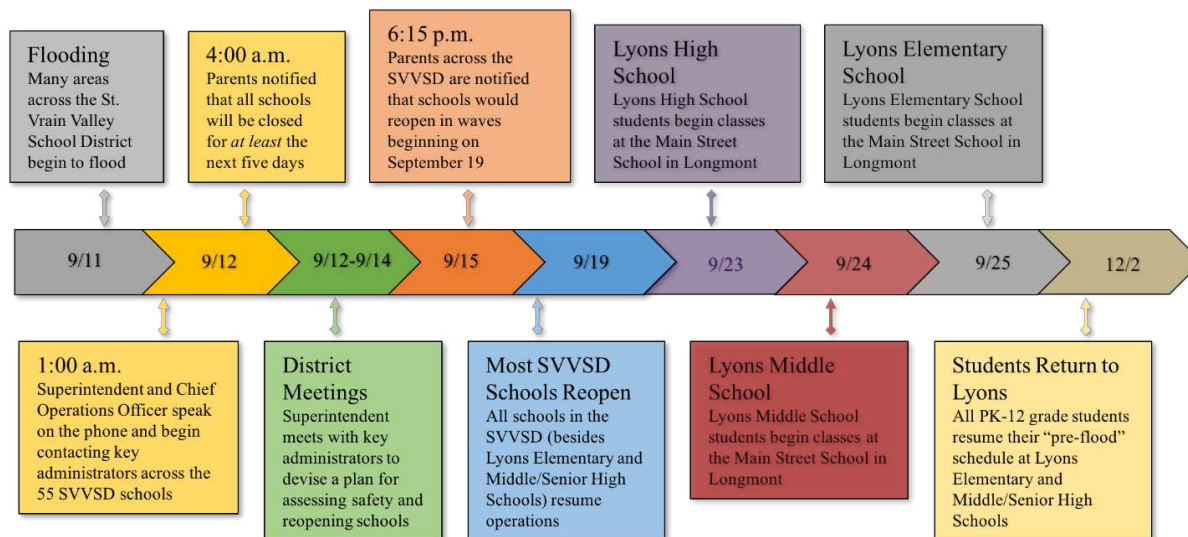 Flooding
Many areas
across the St.
Vrain Valley
School District
begin to flood
4:00 a.m.
Parents notified
that all schools
will be closed
for at least the
next five days
6:15 p.m.
Parents across the
SVVSD are notified
that schools would
reopen in waves
beginning on
September 19
Lyons High
School
Lyons High School
students begin classes
at the Main Street
School in Longmont
Lyons Elementary
School
Lyons Elementary School
students begin classes at
the Main Street School in
Longmont
9/11
9/12
9/12-9/14
9/15
9/19
9/23
9/24
9/25
12/2
1:00 a.m.
Superintendent and Chief
Operations Officer speak
on the phone and begin
contacting key
administrators across the
55 SVVSD schools
District
Meetings
Superintendent
meets with key
administrators to
devise a plan for
assessing safety and
reopening schools
Most SVVSD
Schools Reopen
All schools in the
SVVSD (besides
Lyons Elementary and
Middle/Senior High
Schools) resume
operations
Lyons Middle
School
Lyons Middle School
students begin classes at
the Main Street School in
Longmont
Students Return to
Lyons
All PK-12 grade students
resume their “pre-flood”
schedule at Lyons
Elementary and
Middle/Senior High
Schools